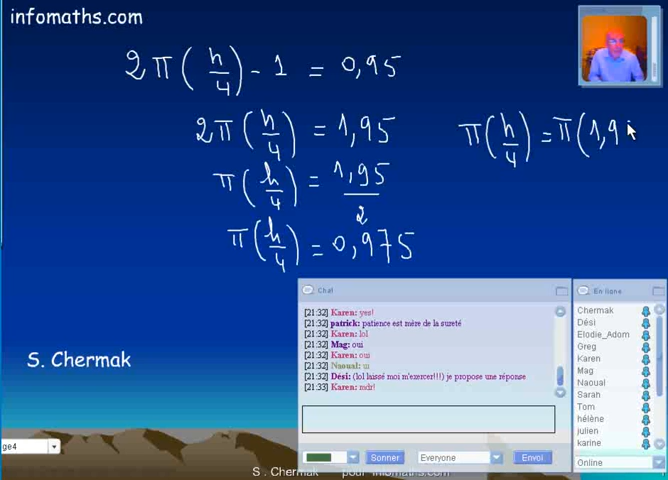 infomaths.com
2π(h/4) - 1 = 0,95
2π(h/4) = 1,95
π(h/4) = π(1,9
π(h/4) = 1,95/2
π(h/4) = 0,975
S. Chermak
Chat
[21:32] Karen: yes!
[21:32] patrick: patience est mère de la sureté
[21:32] Karen: lol
[21:32] Mag: oui
[21:32] Karen: oui
[21:32] Naoual: ui
[21:32] Dési: (lol laissé moi m'exercer!!!) je propose une réponse
[21:33] Karen: mdr!
Sonner
Everyone
Envoi
En ligne
Chermak
Dési
Elodie_Adom
Greg
Karen
Mag
Naoual
Sarah
Tom
hélène
julien
karine
Online
ge4
S . Chermak pour infomaths.com